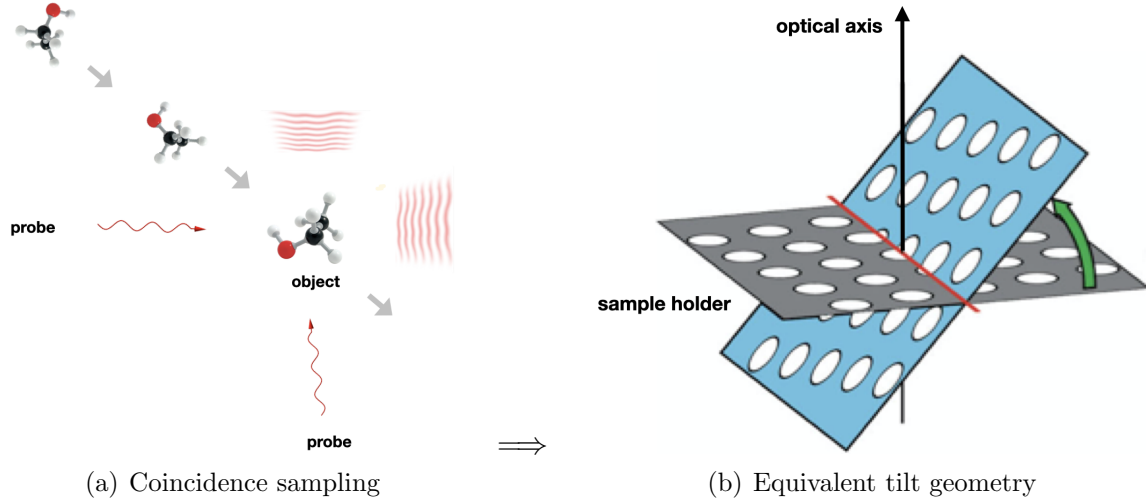 optical axis
probe
object
sample holder
probe
⟹
(a) Coincidence sampling
(b) Equivalent tilt geometry